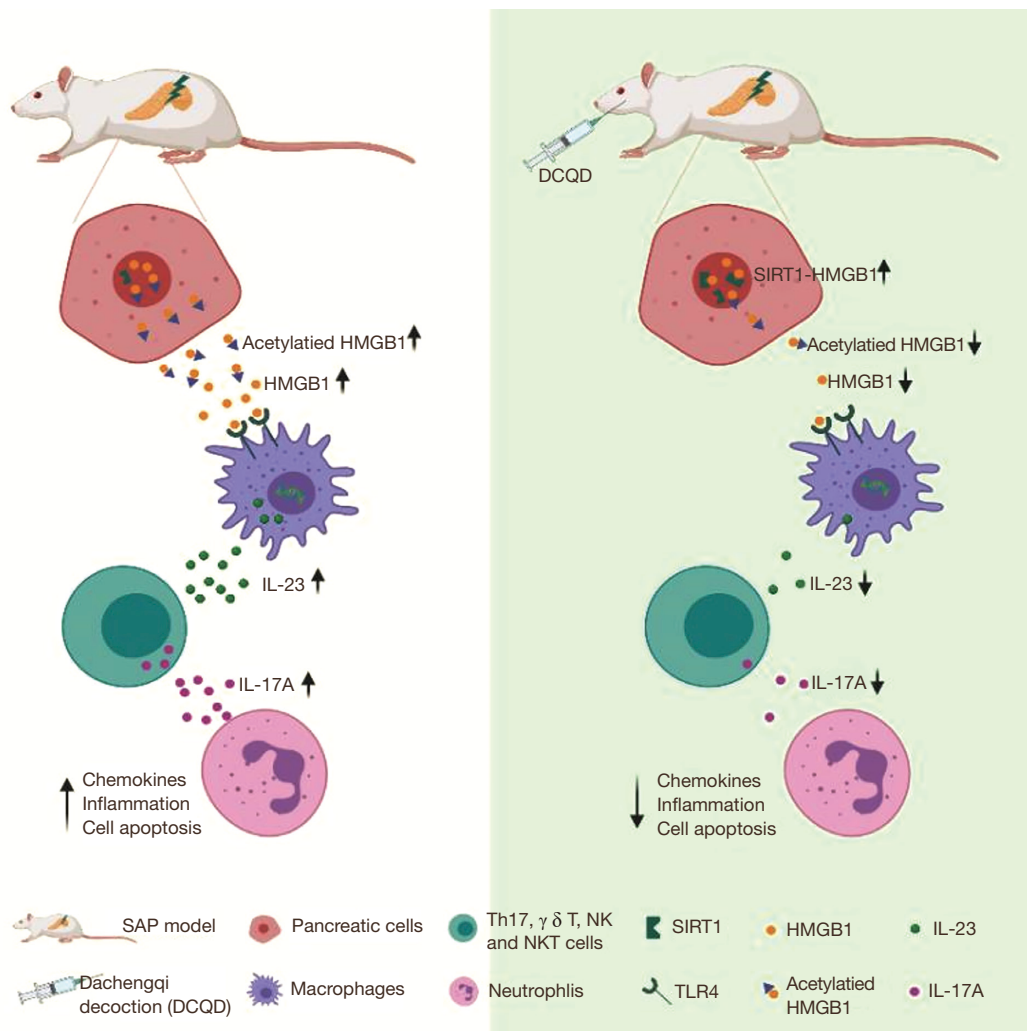 DCQD
SIRT1-HMGB1
Acetylatied HMGB1
HMGB1
IL-23
IL-17A
Chemokines
Inflammation
Cell apoptosis
Acetylatied HMGB1
HMGB1
IL-23
IL-17A
Chemokines
Inflammation
Cell apoptosis
SAP model
Pancreatic cells
Th17, γ δ T, NK
and NKT cells
SIRT1
HMGB1
IL-23
Dachengqi
decoction (DCQD)
Macrophages
Neutrophlis
TLR4
Acetylatied
HMGB1
IL-17A